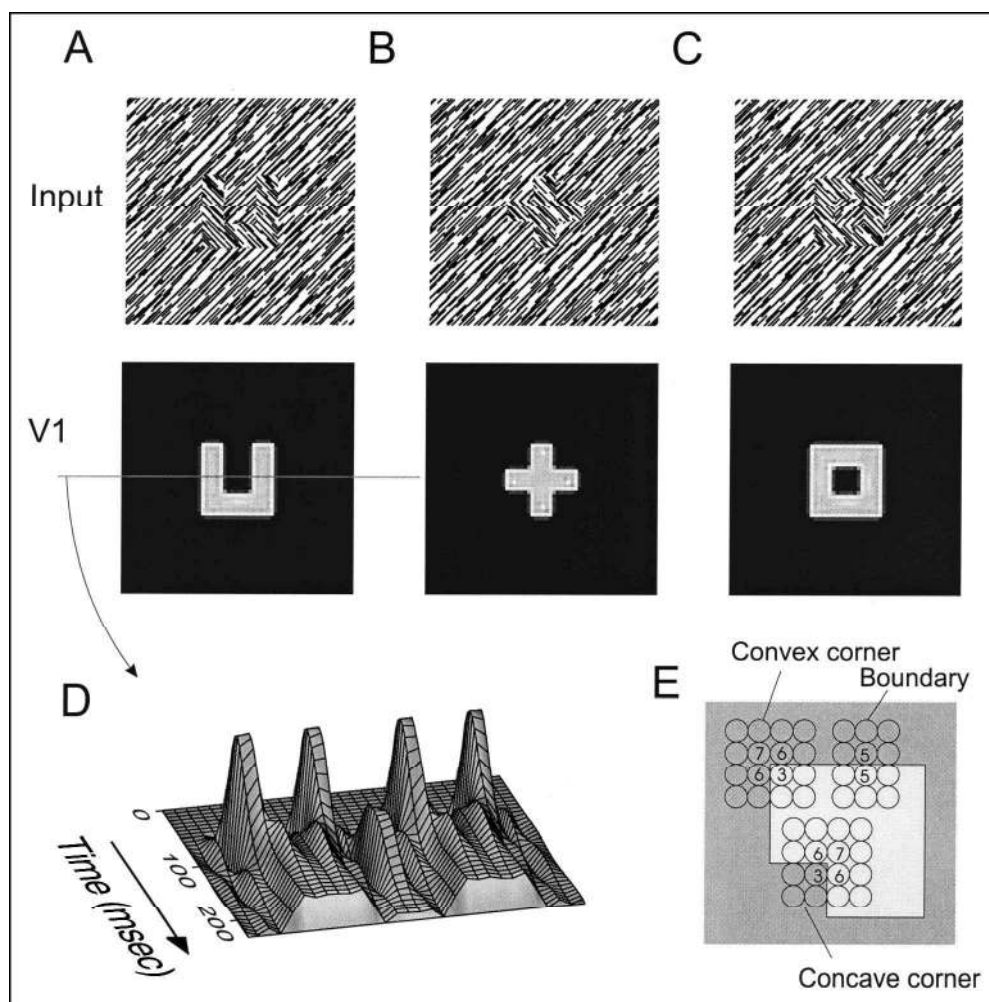 A
B
C
Input
V1
D
0
100
200
Time (msec)
E
Convex corner
Boundary
7 6
5
6 3
5
6 7
3 6
Concave corner